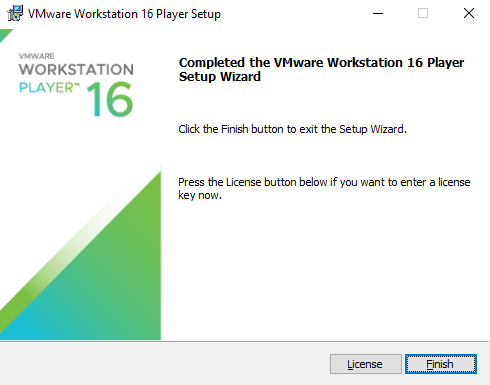 VMware Workstation 16 Player Setup
VMWARE
WORKSTATION
PLAYER™ 16
Completed the VMware Workstation 16 Player
Setup Wizard
Click the Finish button to exit the Setup Wizard.
Press the License button below if you want to enter a license
key now.
License
Finish